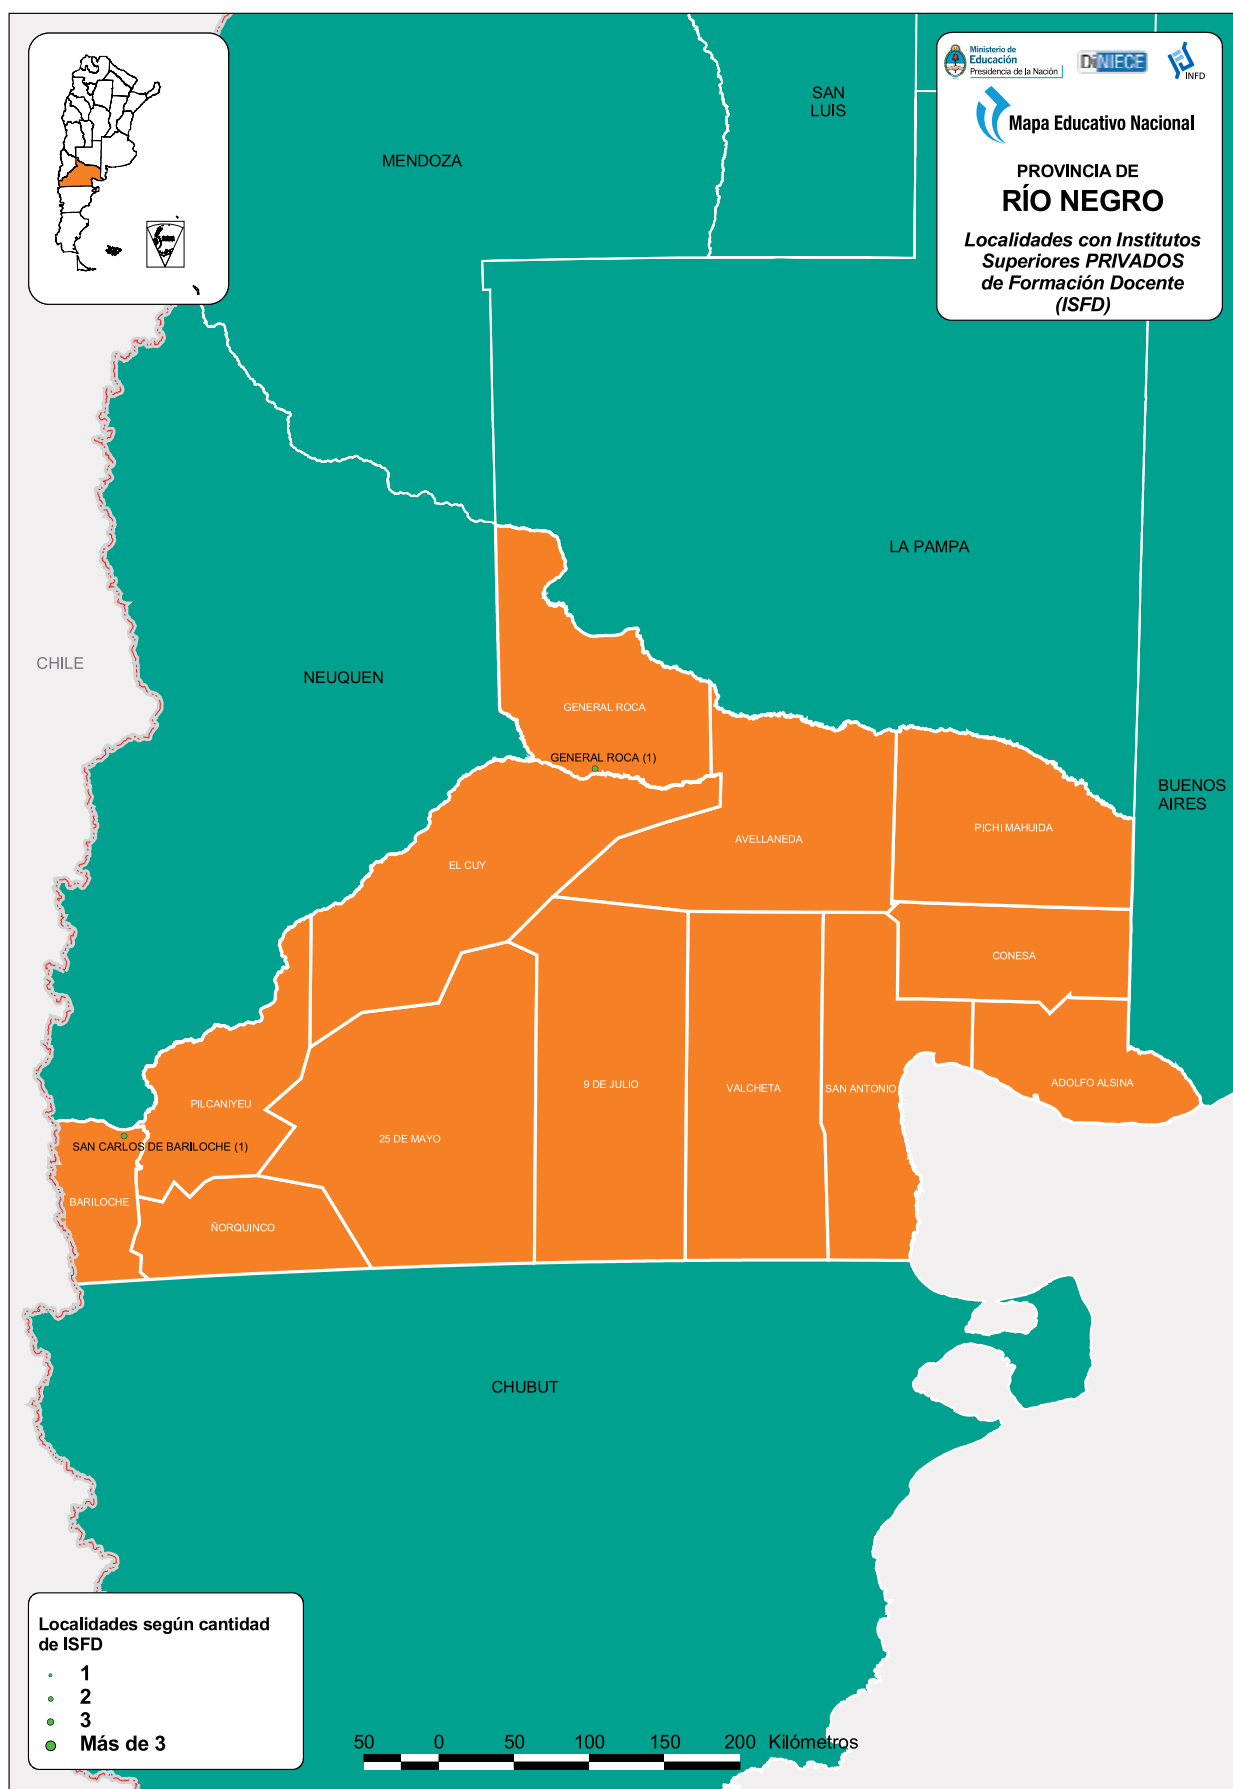 Ministerio de
Educación
Presidencia de la Nación
DiNIECE
INFD
Mapa Educativo Nacional
PROVINCIA DE
RÍO NEGRO
Localidades con Institutos
Superiores PRIVADOS
de Formación Docente
(ISFD)
SAN
LUIS
MENDOZA
LA PAMPA
CHILE
NEUQUEN
GENERAL ROCA
GENERAL ROCA (1)
BUENOS
AIRES
AVELLANEDA
PICHI MAHUIDA
EL CUY
CONESA
9 DE JULIO
VALCHETA
SAN ANTONIO
ADOLFO ALSINA
PILCANIYEU
25 DE MAYO
SAN CARLOS DE BARILOCHE (1)
BARILOCHE
ÑORQUINCO
CHUBUT
Localidades según cantidad
de ISFD
1
2
3
Más de 3
50 0 50 100 150 200 Kilómetros